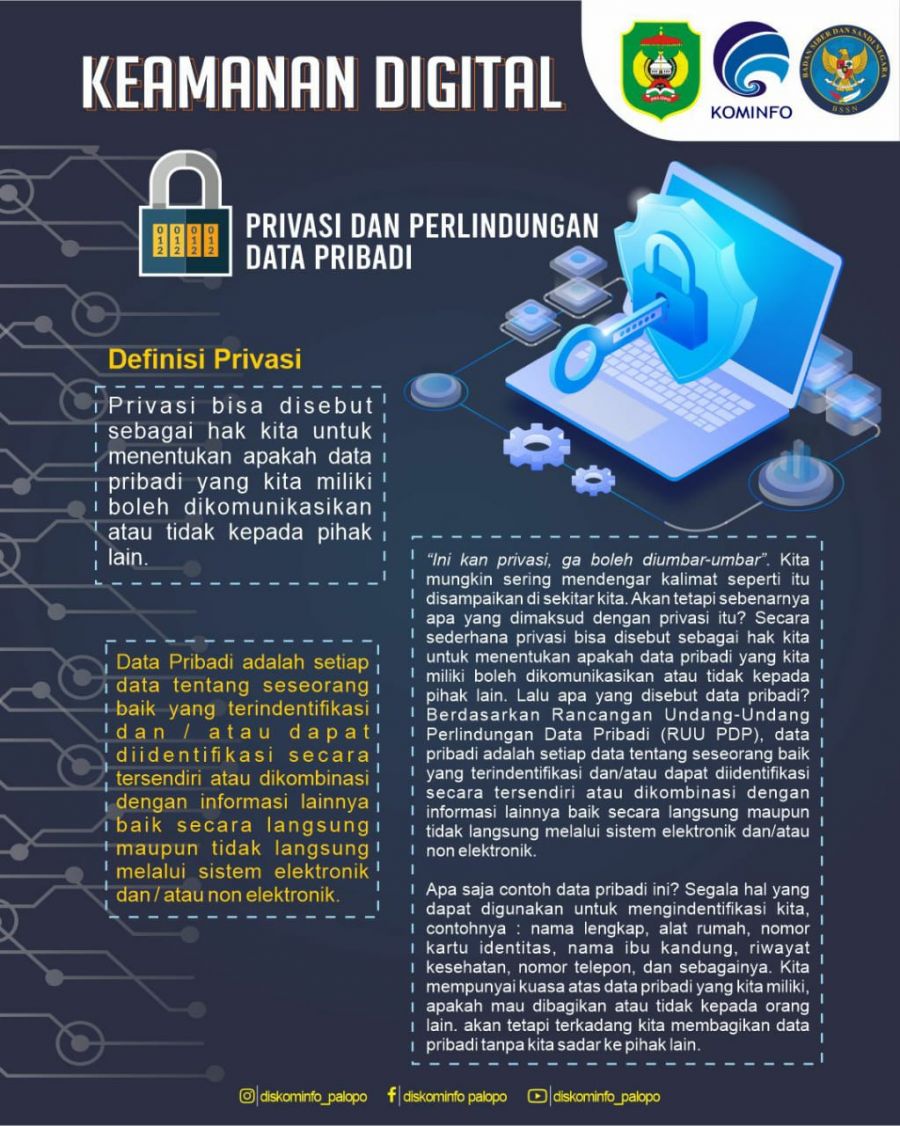 KEAMANAN DIGITAL
KOMINFO
BADAN SIBER DAN SANDI NEGARA
BSSN
PRIVASI DAN PERLINDUNGAN
DATA PRIBADI
Definisi Privasi
Privasi bisa disebut
sebagai hak kita untuk
menentukan apakah data
pribadi yang kita miliki
boleh dikomunikasikan
atau tidak kepada pihak
lain.
Data Pribadi adalah setiap
data tentang seseorang
baik yang terindentifikasi
dan / atau dapat
diidentifikasi secara
tersendiri atau dikombinasi
dengan informasi lainnya
baik secara langsung
maupun tidak langsung
melalui sistem elektronik
dan / atau non elektronik.
“Ini kan privasi, ga boleh diumbar-umbar”. Kita
mungkin sering mendengar kalimat seperti itu
disampaikan di sekitar kita. Akan tetapi sebenarnya
apa yang dimaksud dengan privasi itu? Secara
sederhana privasi bisa disebut sebagai hak kita
untuk menentukan apakah data pribadi yang kita
miliki boleh dikomunikasikan atau tidak kepada
pihak lain. Lalu apa yang disebut data pribadi?
Berdasarkan Rancangan Undang-Undang
Perlindungan Data Pribadi (RUU PDP), data
pribadi adalah setiap data tentang seseorang baik
yang terindentifikasi dan/atau dapat diidentifikasi
secara tersendiri atau dikombinasi dengan
informasi lainnya baik secara langsung maupun
tidak langsung melalui sistem elektronik dan/atau
non elektronik.
Apa saja contoh data pribadi ini? Segala hal yang
dapat digunakan untuk mengindentifikasi kita,
contohnya : nama lengkap, alat rumah, nomor
kartu identitas, nama ibu kandung, riwayat
kesehatan, nomor telepon, dan sebagainya. Kita
mempunyai kuasa atas data pribadi yang kita miliki,
apakah mau dibagikan atau tidak kepada orang
lain. akan tetapi terkadang kita membagikan data
pribadi tanpa kita sadar ke pihak lain.
diskominfo_palopo
diskominfo palopo
diskominfo_palopo